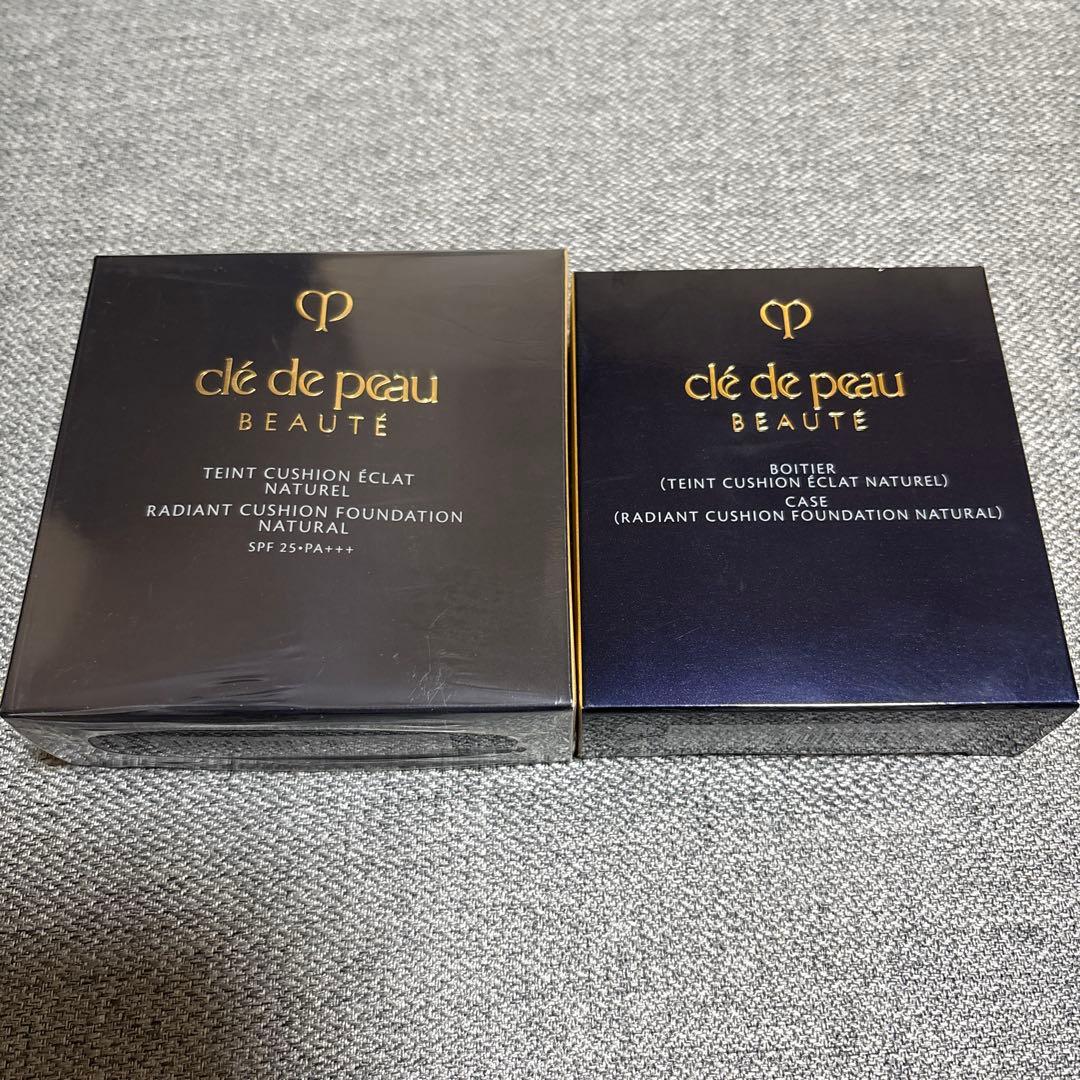 clé de peau
BEAUTÉ
TEINT CUSHION ÉCLAT
NATUREL
RADIANT CUSHION FOUNDATION
NATURAL
SPF 25•PA+++
clé de peau
BEAUTÉ
BOITIER
(TEINT CUSHION ÉCLAT NATUREL)
CASE
(RADIANT CUSHION FOUNDATION NATURAL)